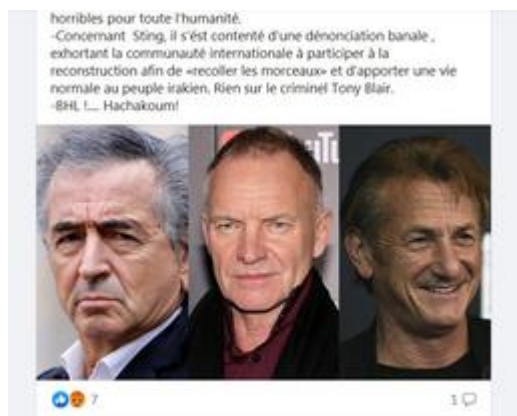 horribles pour toute l'humanité.
-Concernant Sting, il s'ést contenté d'une dénonciation banale ,
exhortant la communauté internationale à participer à la
reconstruction afin de «recoller les morceaux» et d'apporter une vie
normale au peuple irakien. Rien sur le criminel Tony Blair.
-BHL !.... Hachakoum!
7
1